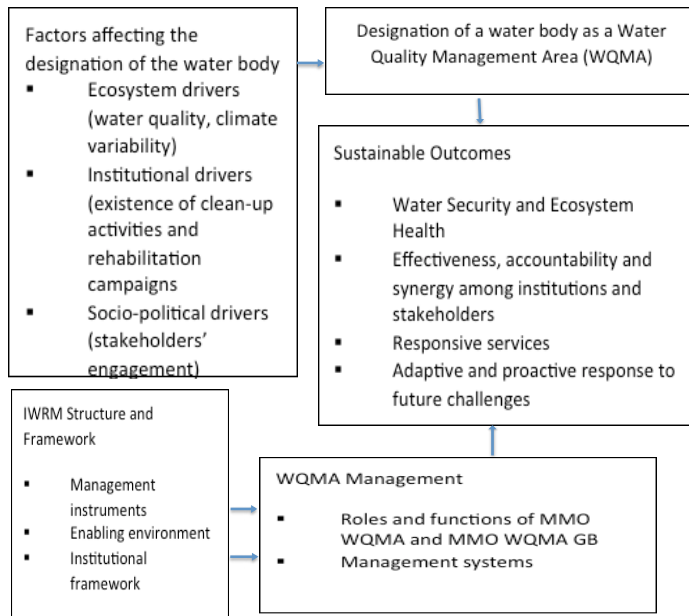 Factors affecting the
designation of the water body
▪ Ecosystem drivers
(water quality, climate
variability)
▪ Institutional drivers
(existence of clean-up
activities and
rehabilitation
campaigns
▪ Socio-political drivers
(stakeholders’
engagement)
Designation of a water body as a Water
Quality Management Area (WQMA)
Sustainable Outcomes
▪ Water Security and Ecosystem
Health
▪ Effectiveness, accountability and
synergy among institutions and
stakeholders
▪ Responsive services
▪ Adaptive and proactive response to
future challenges
IWRM Structure and
Framework
▪ Management
instruments
▪ Enabling environment
▪ Institutional
framework
WQMA Management
▪ Roles and functions of MMO
WQMA and MMO WQMA GB
▪ Management systems